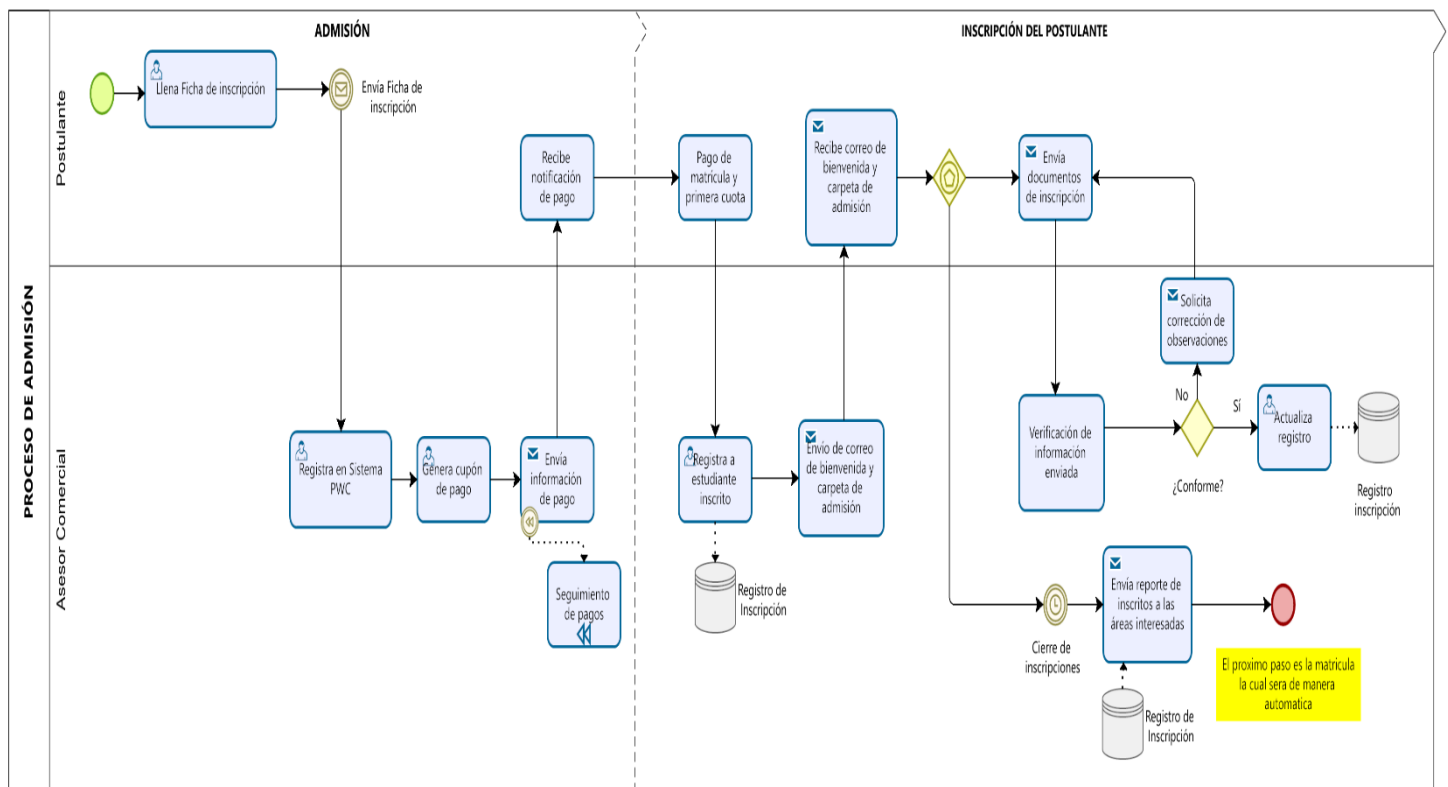 ADMISIÓN
INSCRIPCIÓN DEL POSTULANTE
PROCESO DE ADMISIÓN
Postulante
Llena Ficha de inscripción
Envía Ficha de
inscripción
Recibe
notificación
de pago
Pago de
matrícula y
primera cuota
Recibe correo de
bienvenida y
carpeta de
admisión
Envía
documentos
de inscripción
Asesor Comercial
Registra en Sistema
PWC
Genera cupón
de pago
Envía
información
de pago
Seguimiento
de pagos
Registra a
estudiante
inscrito
Registro de
Inscripción
Envio de correo
de bienvenida y
carpeta de
admisión
Verificación de
información
enviada
Solicita
corrección de
observaciones
No
Sí
¿Conforme?
Actualiza
registro
Registro
inscripción
Cierre de
inscripciones
Envía reporte de
inscritos a las
áreas interesadas
Registro de
Inscripción
El proximo paso es la matricula
la cual sera de manera
automatica